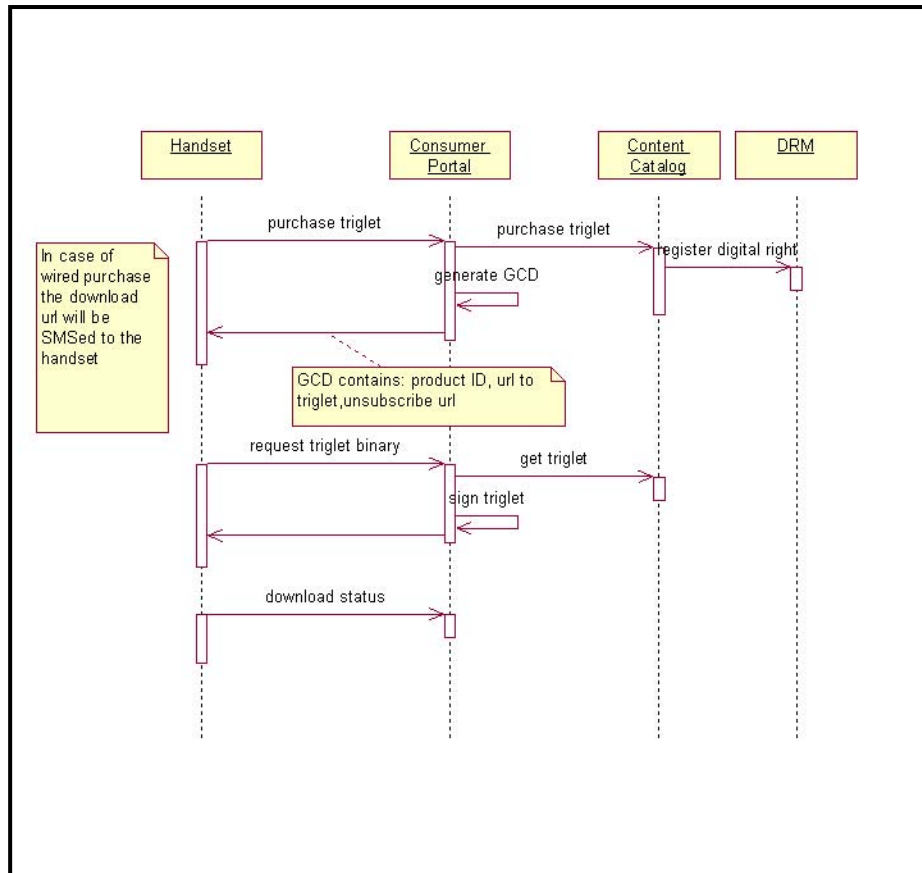 Handset
Consumer
Portal
Content
Catalog
DRM
purchase triglet
purchase triglet
register digital right
In case of
wired purchase
the download
url will be
SMSed to the
handset
generate GCD
GCD contains: product ID, url to
triglet,unsubscribe url
request triglet binary
get triglet
sign triglet
download status